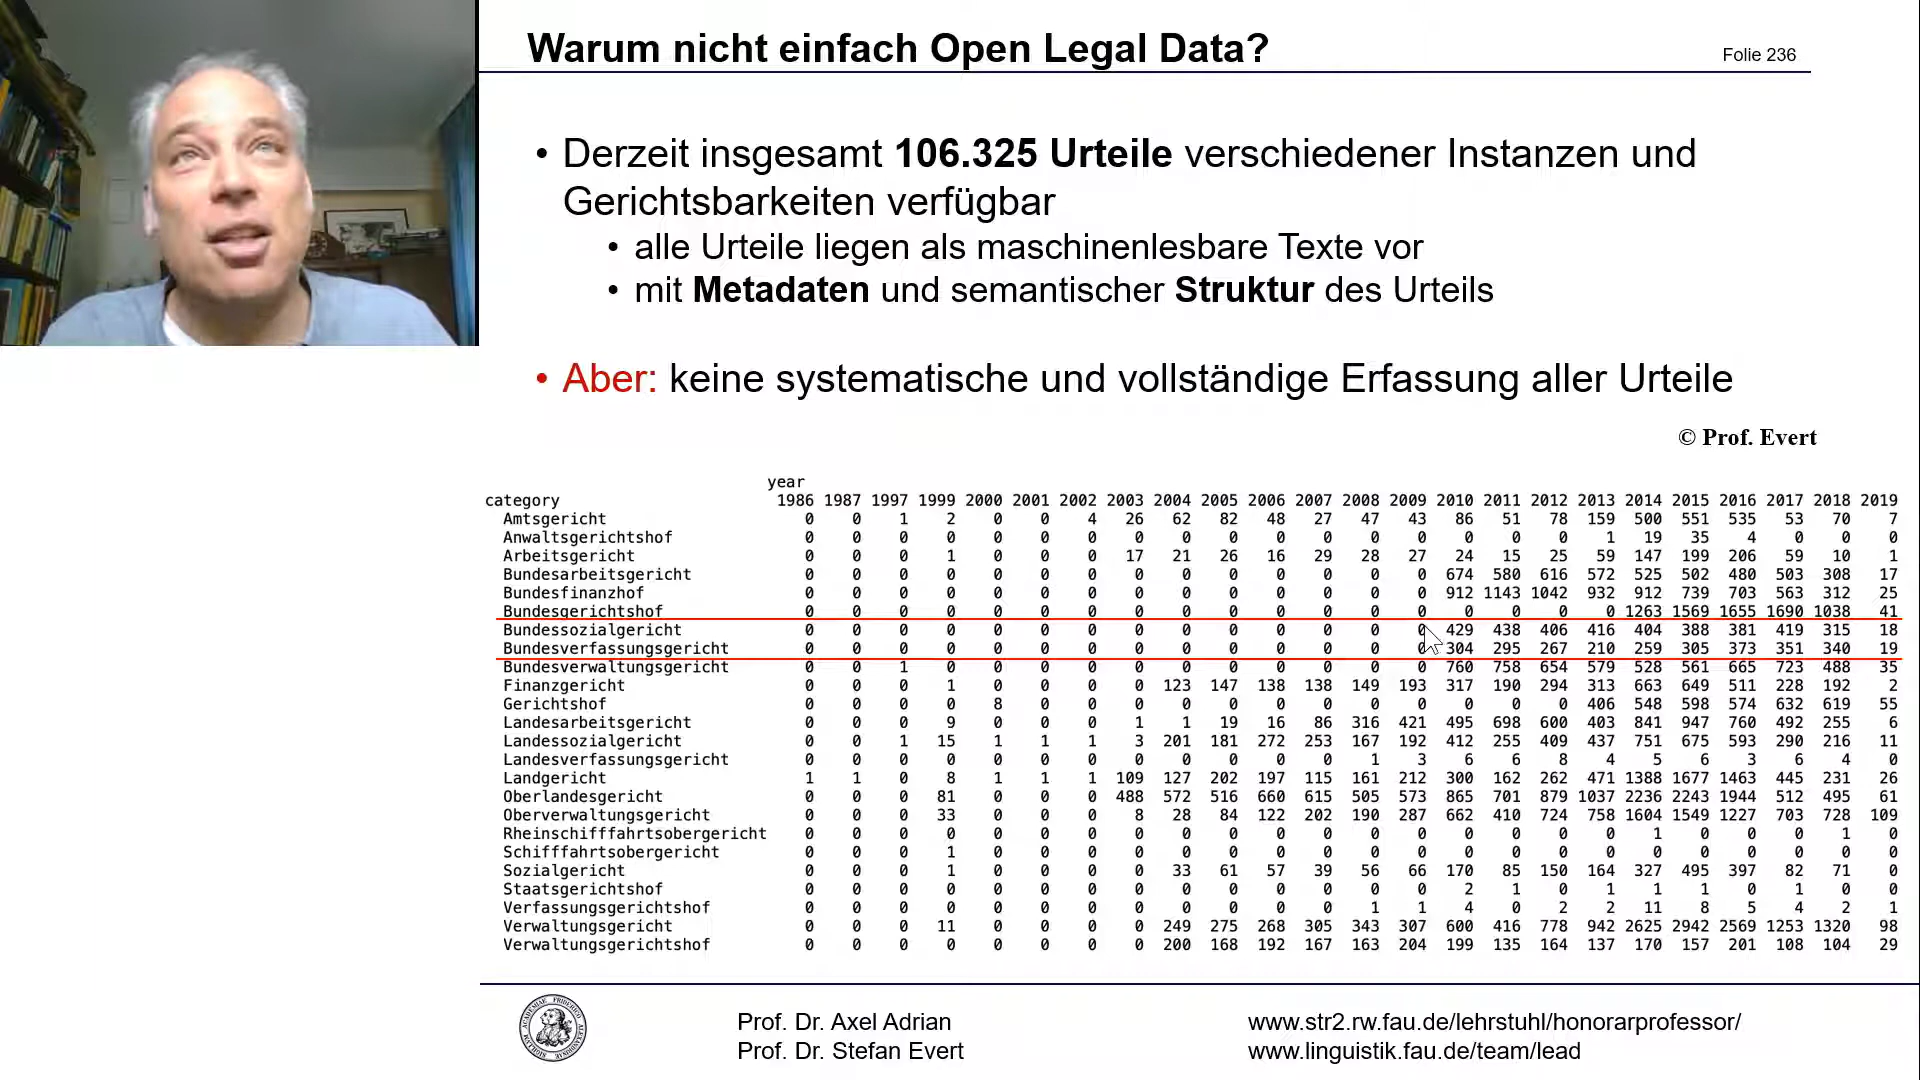 Warum nicht einfach Open Legal Data?
Folie 236
• Derzeit insgesamt 106.325 Urteile verschiedener Instanzen und
Gerichtsbarkeiten verfügbar
• alle Urteile liegen als maschinenlesbare Texte vor
• mit Metadaten und semantischer Struktur des Urteils
• Aber: keine systematische und vollständige Erfassung aller Urteile
© Prof. Evert
year
category 1986 1987 1997 1999 2000 2001 2002 2003 2004 2005 2006 2007 2008 2009 2010 2011 2012 2013 2014 2015 2016 2017 2018 2019
Amtsgericht 0 0 1 2 0 0 4 26 62 82 48 27 47 43 86 51 78 159 500 551 535 53 70 7
Anwaltsgerichtshof 0 0 0 0 0 0 0 0 0 0 0 0 0 0 0 0 0 1 19 35 4 0 0 0
Arbeitsgericht 0 0 0 1 0 0 0 17 21 26 16 29 28 27 24 15 25 59 147 199 206 59 10 1
Bundesarbeitsgericht 0 0 0 0 0 0 0 0 0 0 0 0 0 0 674 580 616 572 525 502 480 503 308 17
Bundesfinanzhof 0 0 0 0 0 0 0 0 0 0 0 0 0 0 912 1143 1042 932 912 739 703 563 312 25
Bundesgerichtshof 0 0 0 0 0 0 0 0 0 0 0 0 0 0 0 0 0 0 1263 1569 1655 1690 1038 41
Bundessozialgericht 0 0 0 0 0 0 0 0 0 0 0 0 0 0 429 438 406 416 404 388 381 419 315 18
Bundesverfassungsgericht 0 0 0 0 0 0 0 0 0 0 0 0 0 0 304 295 267 210 259 305 373 351 340 19
Bundesverwaltungsgericht 0 0 1 0 0 0 0 0 0 0 0 0 0 0 760 758 654 579 528 561 665 723 488 35
Finanzgericht 0 0 0 1 0 0 0 0 123 147 138 138 149 193 317 190 294 313 663 649 511 228 192 2
Gerichtshof 0 0 0 0 8 0 0 0 0 0 0 0 0 0 0 0 0 406 548 598 574 632 619 55
Landesarbeitsgericht 0 0 0 9 0 0 0 1 1 19 16 86 316 421 495 698 600 403 841 947 760 492 255 6
Landessozialgericht 0 0 1 15 1 1 1 3 201 181 272 253 167 192 412 255 409 437 751 675 593 290 216 11
Landesverfassungsgericht 0 0 0 0 0 0 0 0 0 0 0 0 1 3 6 6 8 4 5 6 3 6 4 0
Landgericht 1 1 0 8 1 1 1 109 127 202 197 115 161 212 300 162 262 471 1388 1677 1463 445 231 26
Oberlandesgericht 0 0 0 81 0 0 0 488 572 516 660 615 505 573 865 701 879 1037 2236 2243 1944 512 495 61
Oberverwaltungsgericht 0 0 0 33 0 0 0 8 28 84 122 202 190 287 662 410 724 758 1604 1549 1227 703 728 109
Rheinschifffahrtsobergericht 0 0 0 0 0 0 0 0 0 0 0 0 0 0 0 0 0 0 1 0 0 0 1 0
Schifffahrtsobergericht 0 0 0 1 0 0 0 0 0 0 0 0 0 0 0 0 0 0 0 0 0 0 0 0
Sozialgericht 0 0 0 1 0 0 0 0 33 61 57 39 56 66 170 85 150 164 327 495 397 82 71 0
Staatsgerichtshof 0 0 0 0 0 0 0 0 0 0 0 0 0 0 2 1 0 1 1 1 0 1 0 0
Verfassungsgerichtshof 0 0 0 0 0 0 0 0 0 0 0 0 1 1 4 0 2 2 11 8 5 4 2 1
Verwaltungsgericht 0 0 0 11 0 0 0 0 249 275 268 305 343 307 600 416 778 942 2625 2942 2569 1253 1320 98
Verwaltungsgerichtshof 0 0 0 0 0 0 0 0 200 168 192 167 163 204 199 135 164 137 170 157 201 108 104 29
Prof. Dr. Axel Adrian
Prof. Dr. Stefan Evert
www.str2.rw.fau.de/lehrstuhl/honorarprofessor/
www.linguistik.fau.de/team/lead